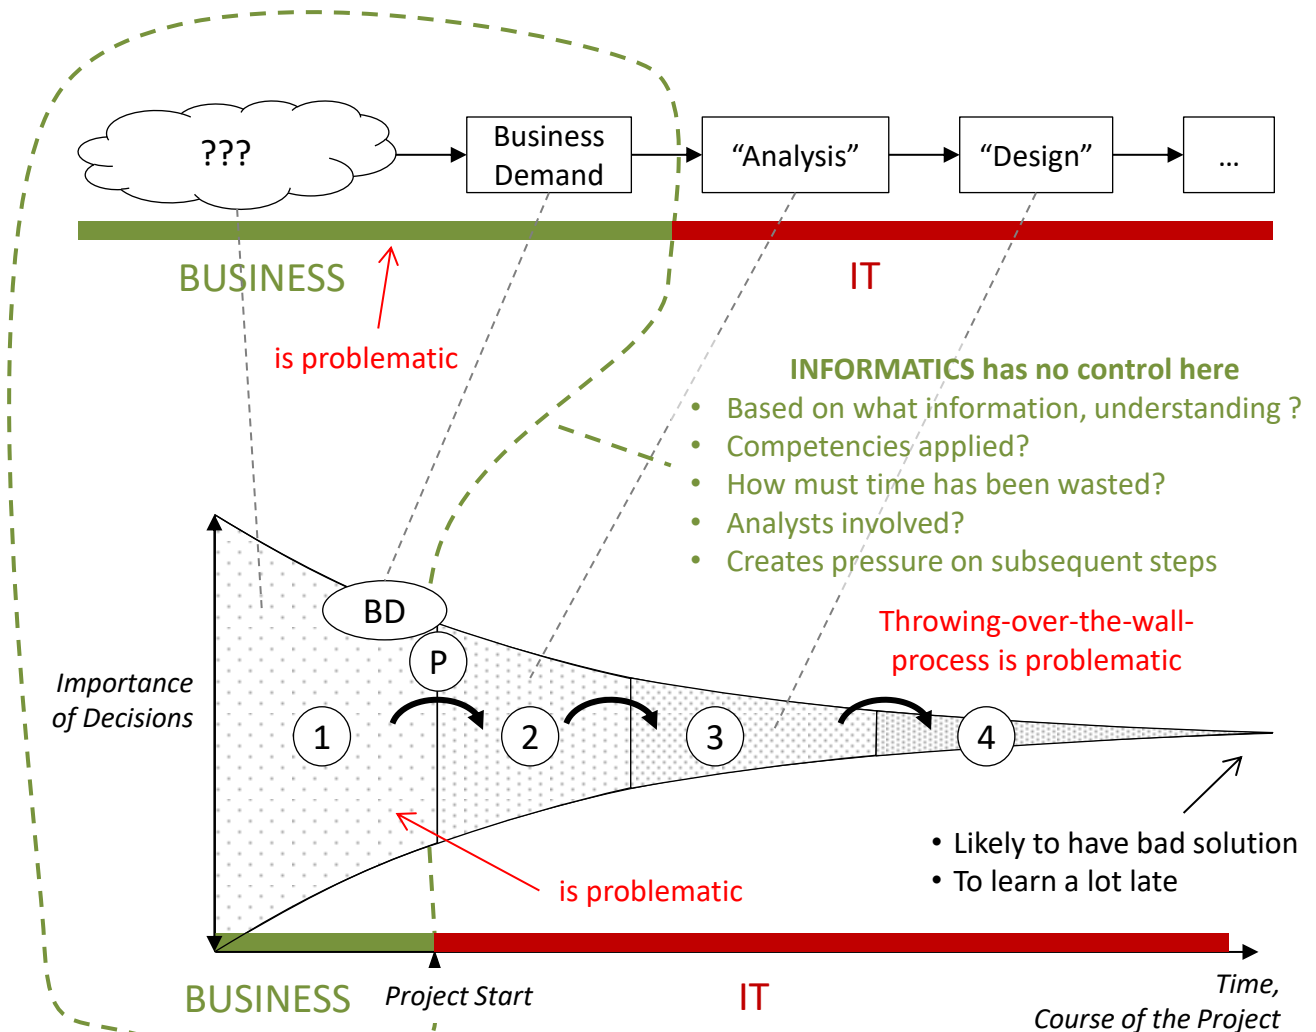 ???
Business
Demand
“Analysis”
“Design”
...
BUSINESS
IT
is problematic
INFORMATICS has no control here
• Based on what information, understanding ?
• Competencies applied?
• How must time has been wasted?
• Analysts involved?
• Creates pressure on subsequent steps
BD
P
Throwing-over-the-wall-
process is problematic
Importance
of Decisions
1
2
3
4
• Likely to have bad solution
• To learn a lot late
is problematic
BUSINESS
Project Start
IT
Time,
Course of the Project